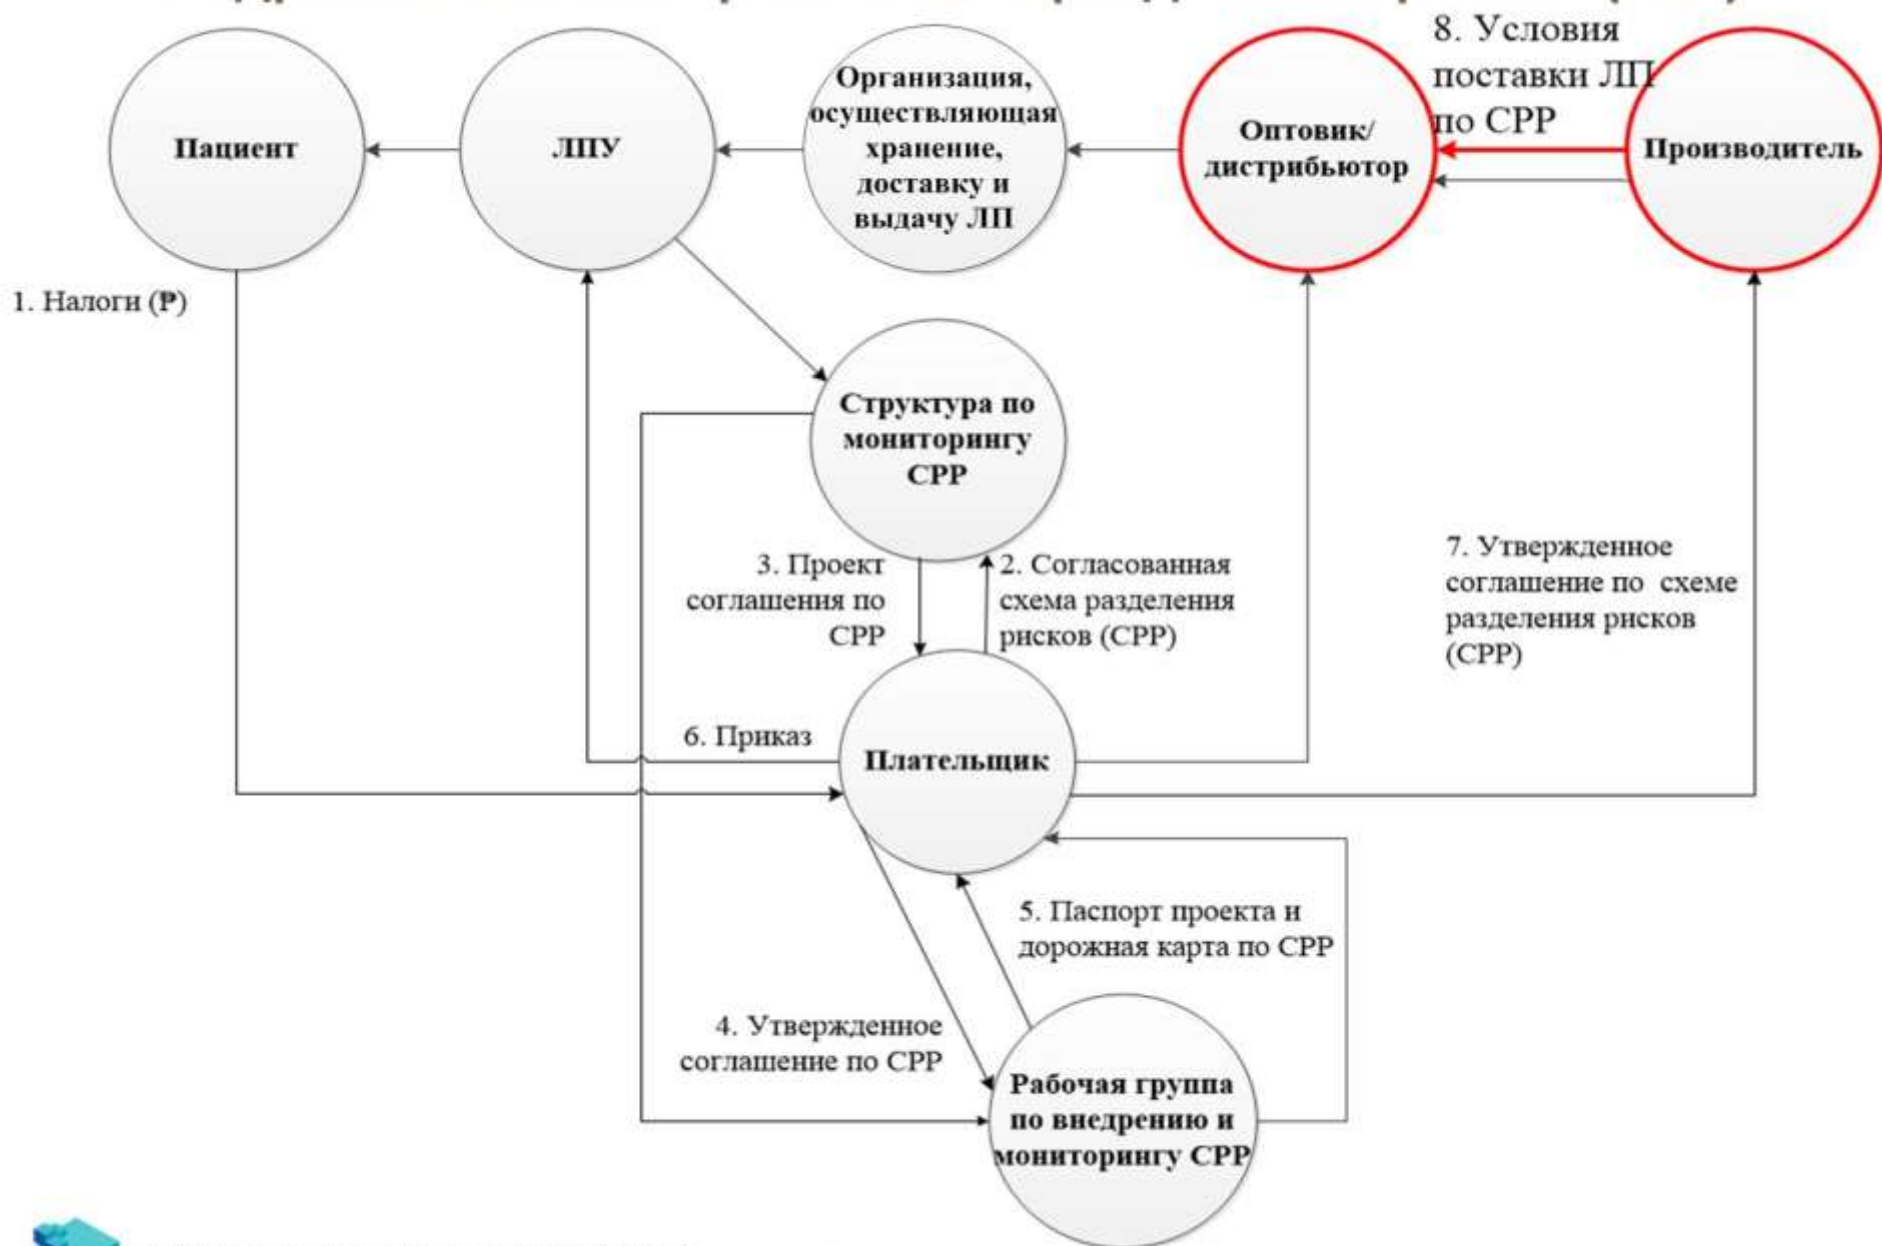 8. Условия
поставки ЛП
по СРР
Пациент
ЛПУ
Организация,
осуществляющая
хранение,
доставку и
выдачу ЛП
Оптовик/
дистрибьютор
Производитель
1. Налоги (₱)
Структура по
мониторингу
СРР
3. Проект
соглашения по
СРР
2. Согласованная
схема разделения
рисков (СРР)
7. Утвержденное
соглашение по схеме
разделения рисков
(СРР)
6. Приказ
Плательщик
5. Паспорт проекта и
дорожная карта по СРР
4. Утвержденное
соглашение по СРР
Рабочая группа
по внедрению и
мониторингу СРР